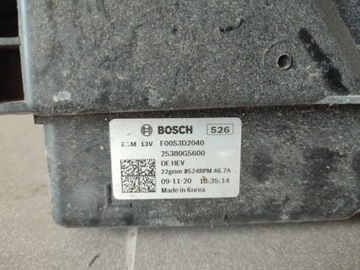 BOSCH 526
ECM 13V F00S3D2040
25380G5600
DE HEV
22gmm 2524RPM 46.7A
09-11-20 16:35:14
Made in Korea